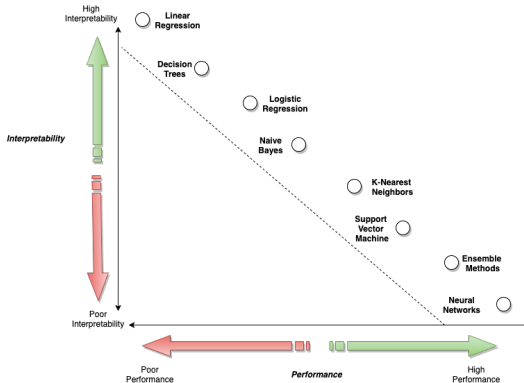 High
Interpretability
Linear
Regression
Decision
Trees
Logistic
Regression
Interpretability
Naive
Bayes
K-Nearest
Neighbors
Support
Vector
Machine
Ensemble
Methods
Neural
Networks
Poor
Interpretability
Poor
Performance
Performance
High
Performance